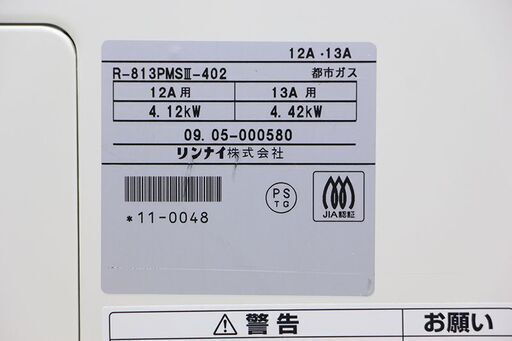 12A・13A
R-813PMSⅢ-402 都市ガス
12A用 13A用
4.12kW 4.42kW
09.05-000580
リンナイ株式会社
PS
TG
JIA認証
*11-0048
⚠警告 お願い